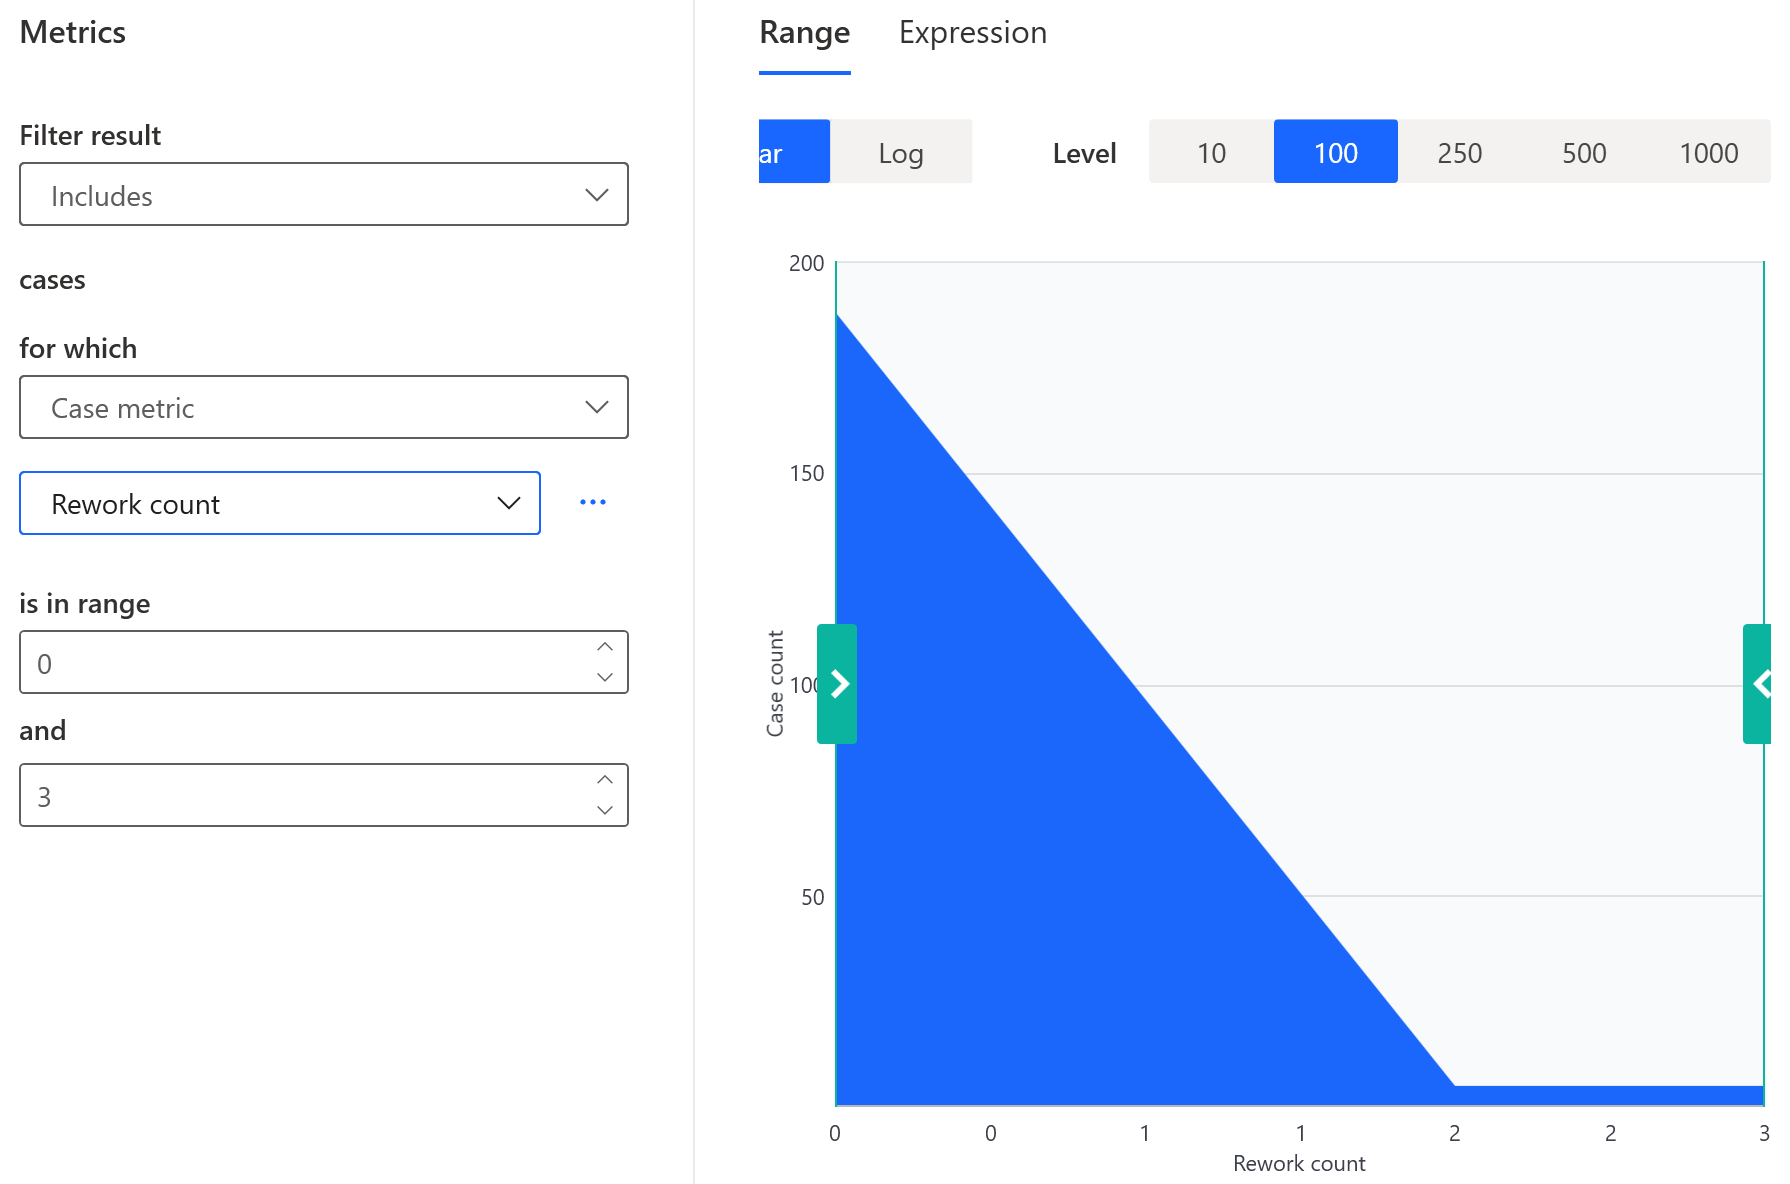 Metrics
Filter result
Includes
cases
for which
Case metric
Rework count
is in range
0
and
3
Range Expression
ar Log Level 10 100 250 500 1000
200
150
100
50
Case count
0 0 1 1 2 2 3
Rework count